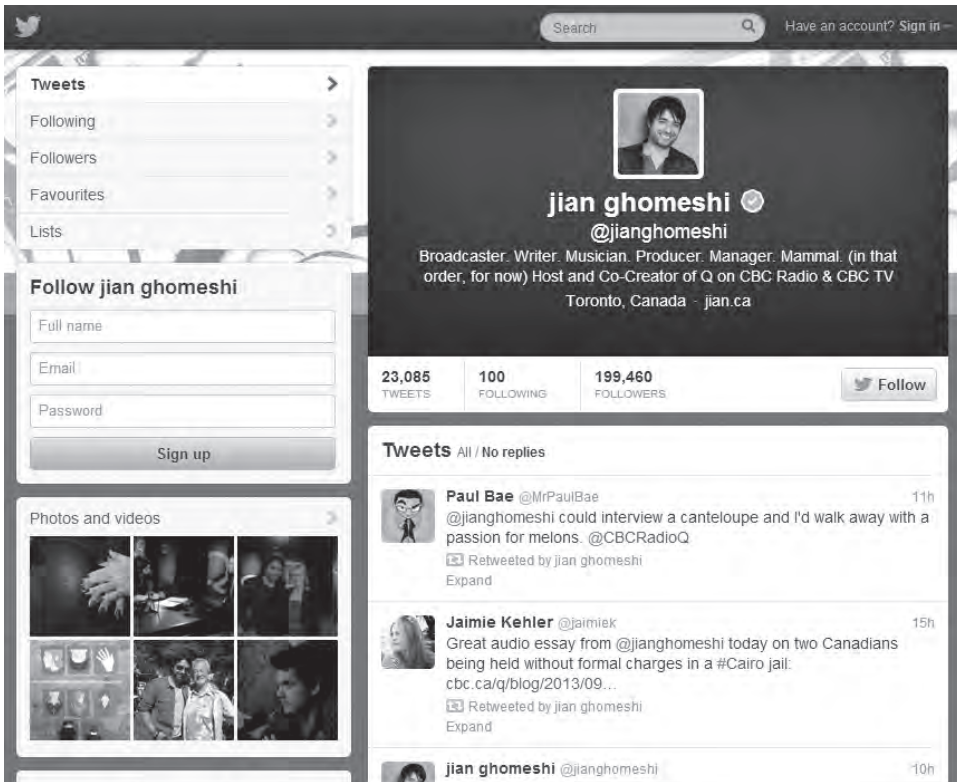 Search
Have an account? Sign in
Tweets
Following
Followers
Favourites
Lists
Follow jian ghomeshi
Full name
Email
Password
Sign up
Photos and videos
jian ghomeshi
@jianghomeshi
Broadcaster. Writer. Musician. Producer. Manager. Mammal. (in that
order, for now) Host and Co-Creator of Q on CBC Radio & CBC TV
Toronto, Canada · jian.ca
23,085 100 199,460
TWEETS FOLLOWING FOLLOWERS
Follow
Tweets All / No replies
Paul Bae @MrPaulBae 11h
@jianghomeshi could interview a canteloupe and I'd walk away with a
passion for melons. @CBCRadioQ
Retweeted by jian ghomeshi
Expand
Jaimie Kehler @jaimiek 15h
Great audio essay from @jianghomeshi today on two Canadians
being held without formal charges in a #Cairo jail:
cbc.ca/q/blog/2013/09…
Retweeted by jian ghomeshi
Expand
jian ghomeshi @jianghomeshi 10h